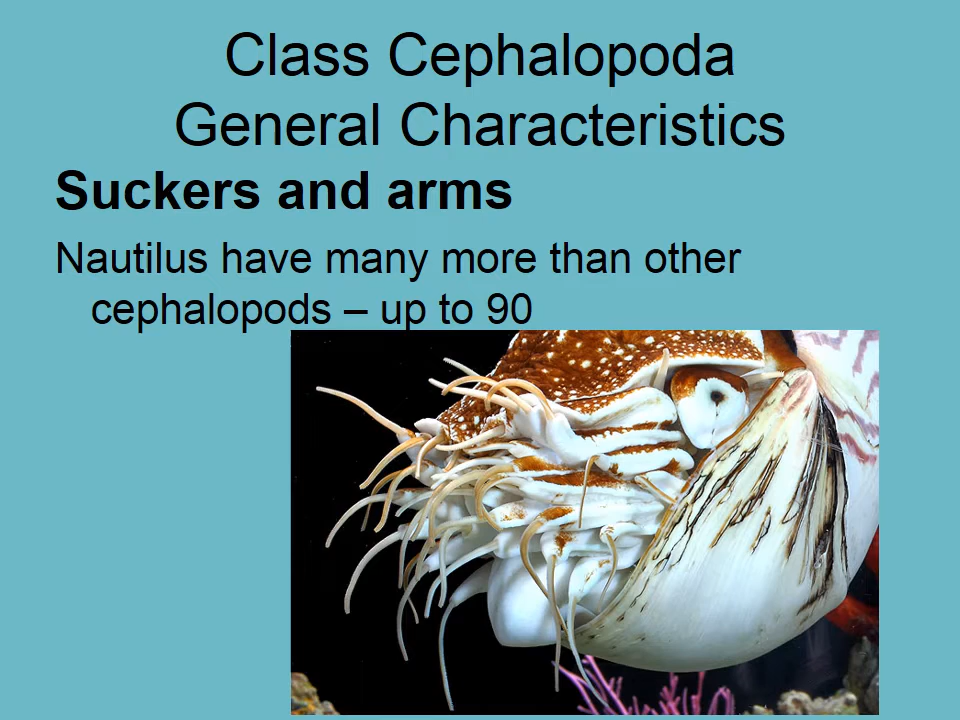 Class Cephalopoda
General Characteristics
Suckers and arms
Nautilus have many more than other
cephalopods – up to 90